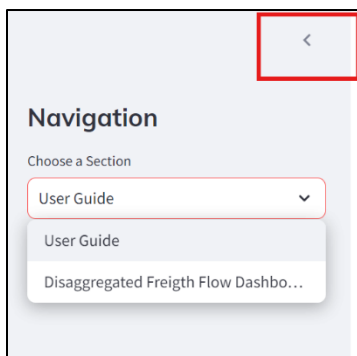 Navigation
Choose a Section
User Guide
User Guide
Disaggregated Freigth Flow Dashbo...